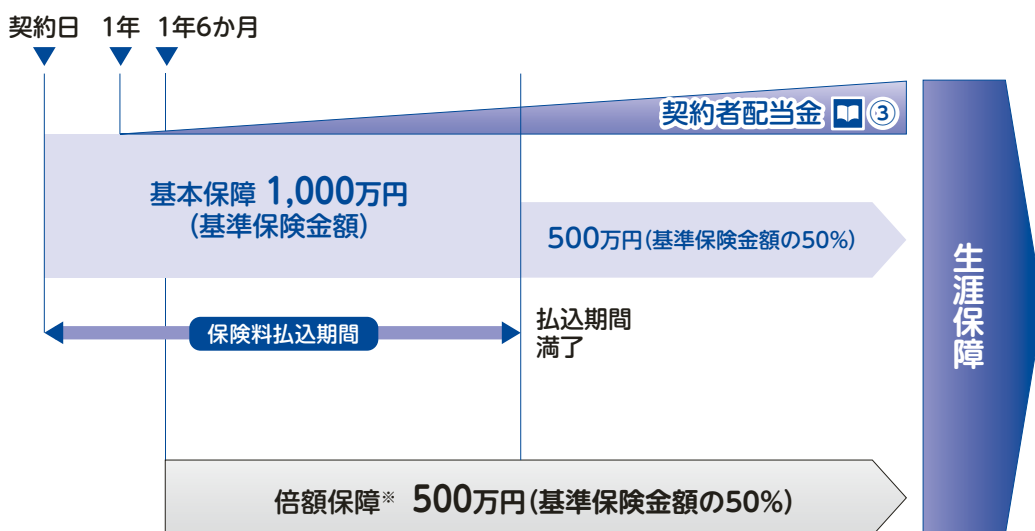 契約日 1年 1年6か月
契約者配当金 ③
基本保障 1,000万円
(基準保険金額)
500万円(基準保険金額の50%)
生涯保障
保険料払込期間
払込期間
満了
倍額保障※ 500万円(基準保険金額の50%)